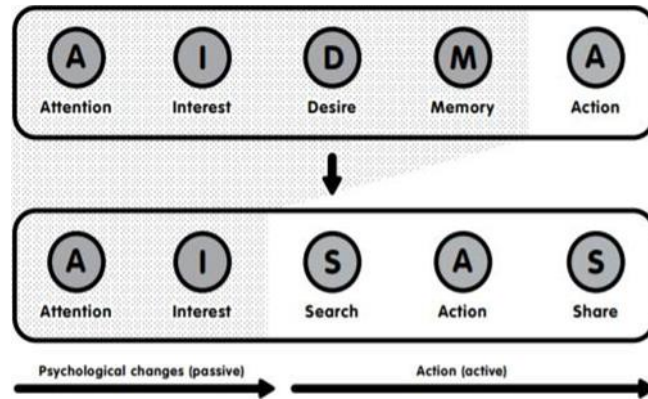 A I D M A
Attention Interest Desire Memory Action
A I S A S
Attention Interest Search Action Share
Psychological changes (passive) Action (active)